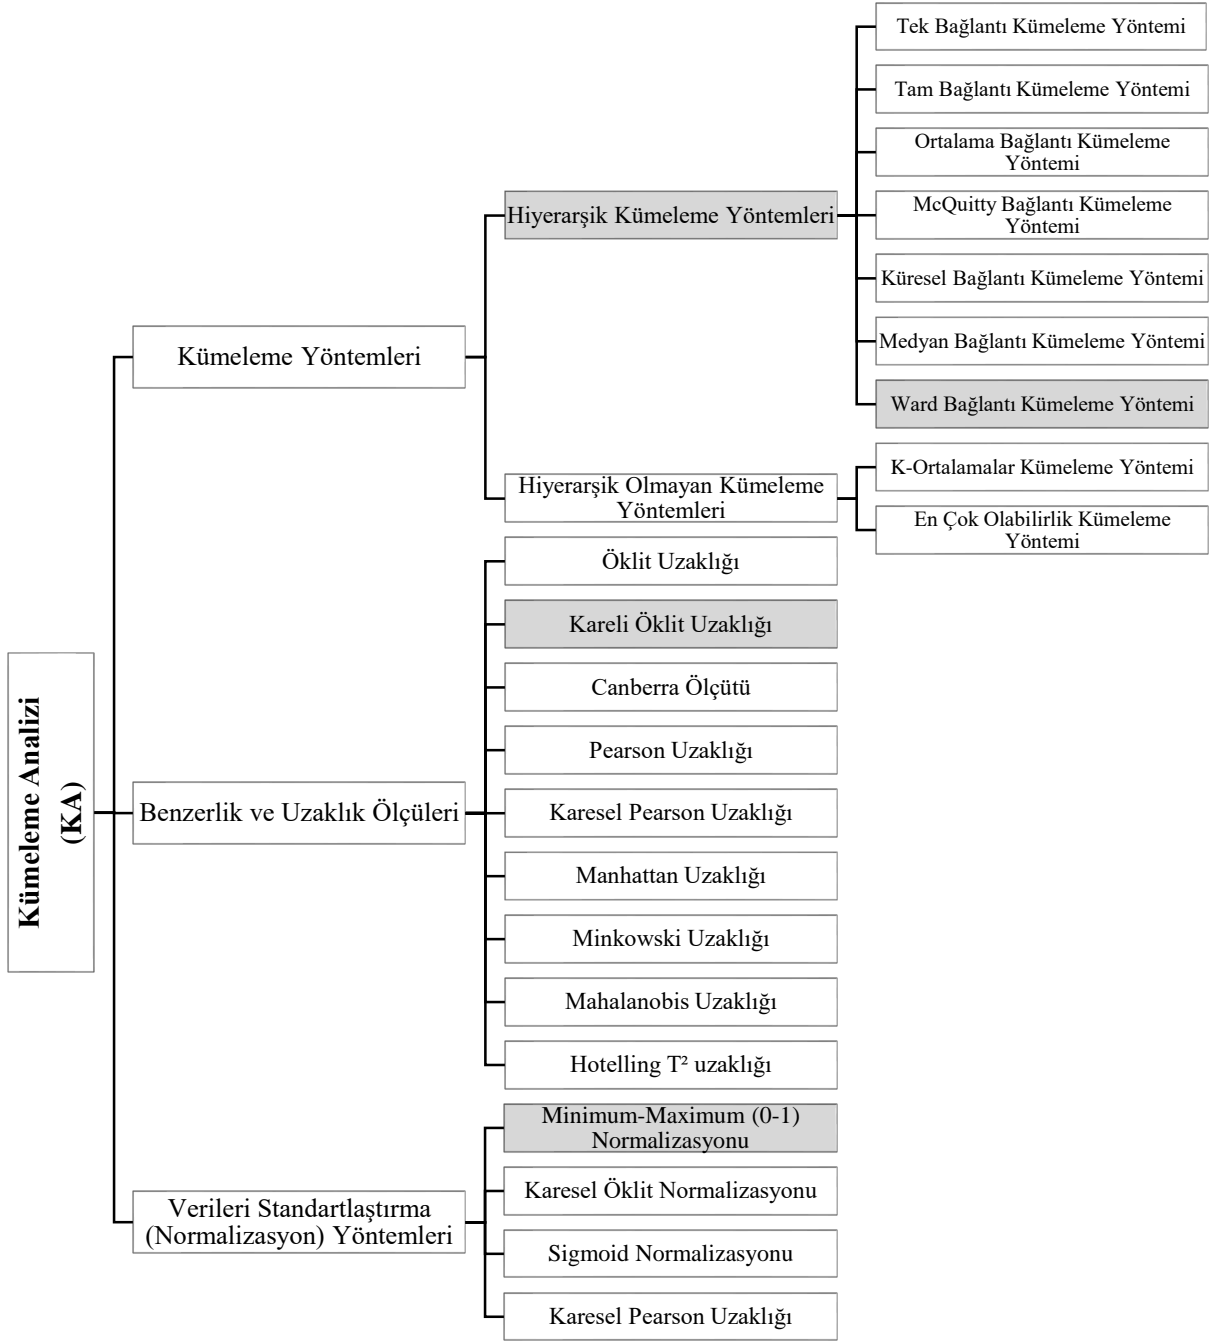 Kümeleme Analizi
(KA)
Kümeleme Yöntemleri
Hiyerarşik Kümeleme Yöntemleri
Tek Bağlantı Kümeleme Yöntemi
Tam Bağlantı Kümeleme Yöntemi
Ortalama Bağlantı Kümeleme
Yöntemi
McQuitty Bağlantı Kümeleme
Yöntemi
Küresel Bağlantı Kümeleme Yöntemi
Medyan Bağlantı Kümeleme Yöntemi
Ward Bağlantı Kümeleme Yöntemi
Hiyerarşik Olmayan Kümeleme
Yöntemleri
K-Ortalamalar Kümeleme Yöntemi
En Çok Olabilirlik Kümeleme
Yöntemi
Benzerlik ve Uzaklık Ölçüleri
Öklit Uzaklığı
Kareli Öklit Uzaklığı
Canberra Ölçütü
Pearson Uzaklığı
Karesel Pearson Uzaklığı
Manhattan Uzaklığı
Minkowski Uzaklığı
Mahalanobis Uzaklığı
Hotelling T² uzaklığı
Verileri Standartlaştırma
(Normalizasyon) Yöntemleri
Minimum-Maximum (0-1)
Normalizasyonu
Karesel Öklit Normalizasyonu
Sigmoid Normalizasyonu
Karesel Pearson Uzaklığı